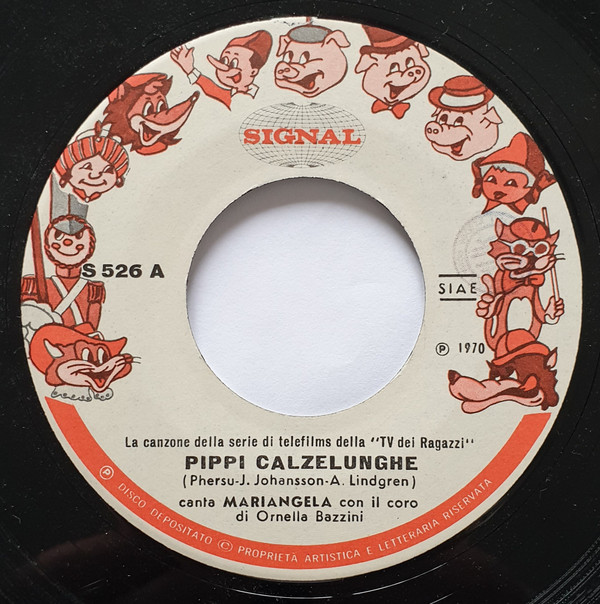 SIGNAL
S 526 A
SIAE
℗ 1970
La canzone della serie di telefilms della "TV dei Ragazzi"
PIPPI CALZELUNGHE
(Phersu-J. Johansson-A. Lindgren)
canta MARIANGELA con il coro
di Ornella Bazzini
℗ DISCO DEPOSITATO © PROPRIETÀ ARTISTICA E LETTERARIA RISERVATA